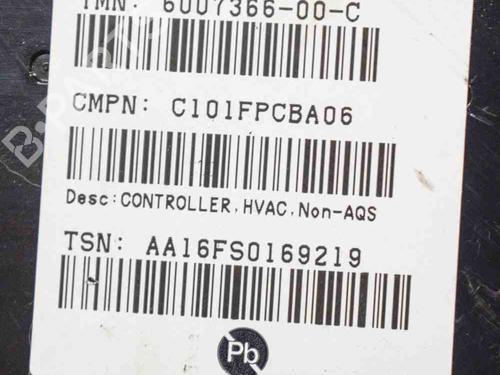 TMN: 6007366-00-C
CMPN: C101FPCBA06
Desc:CONTROLLER,HVAC,Non-AQS
TSN: AA16FS0169219
Pb